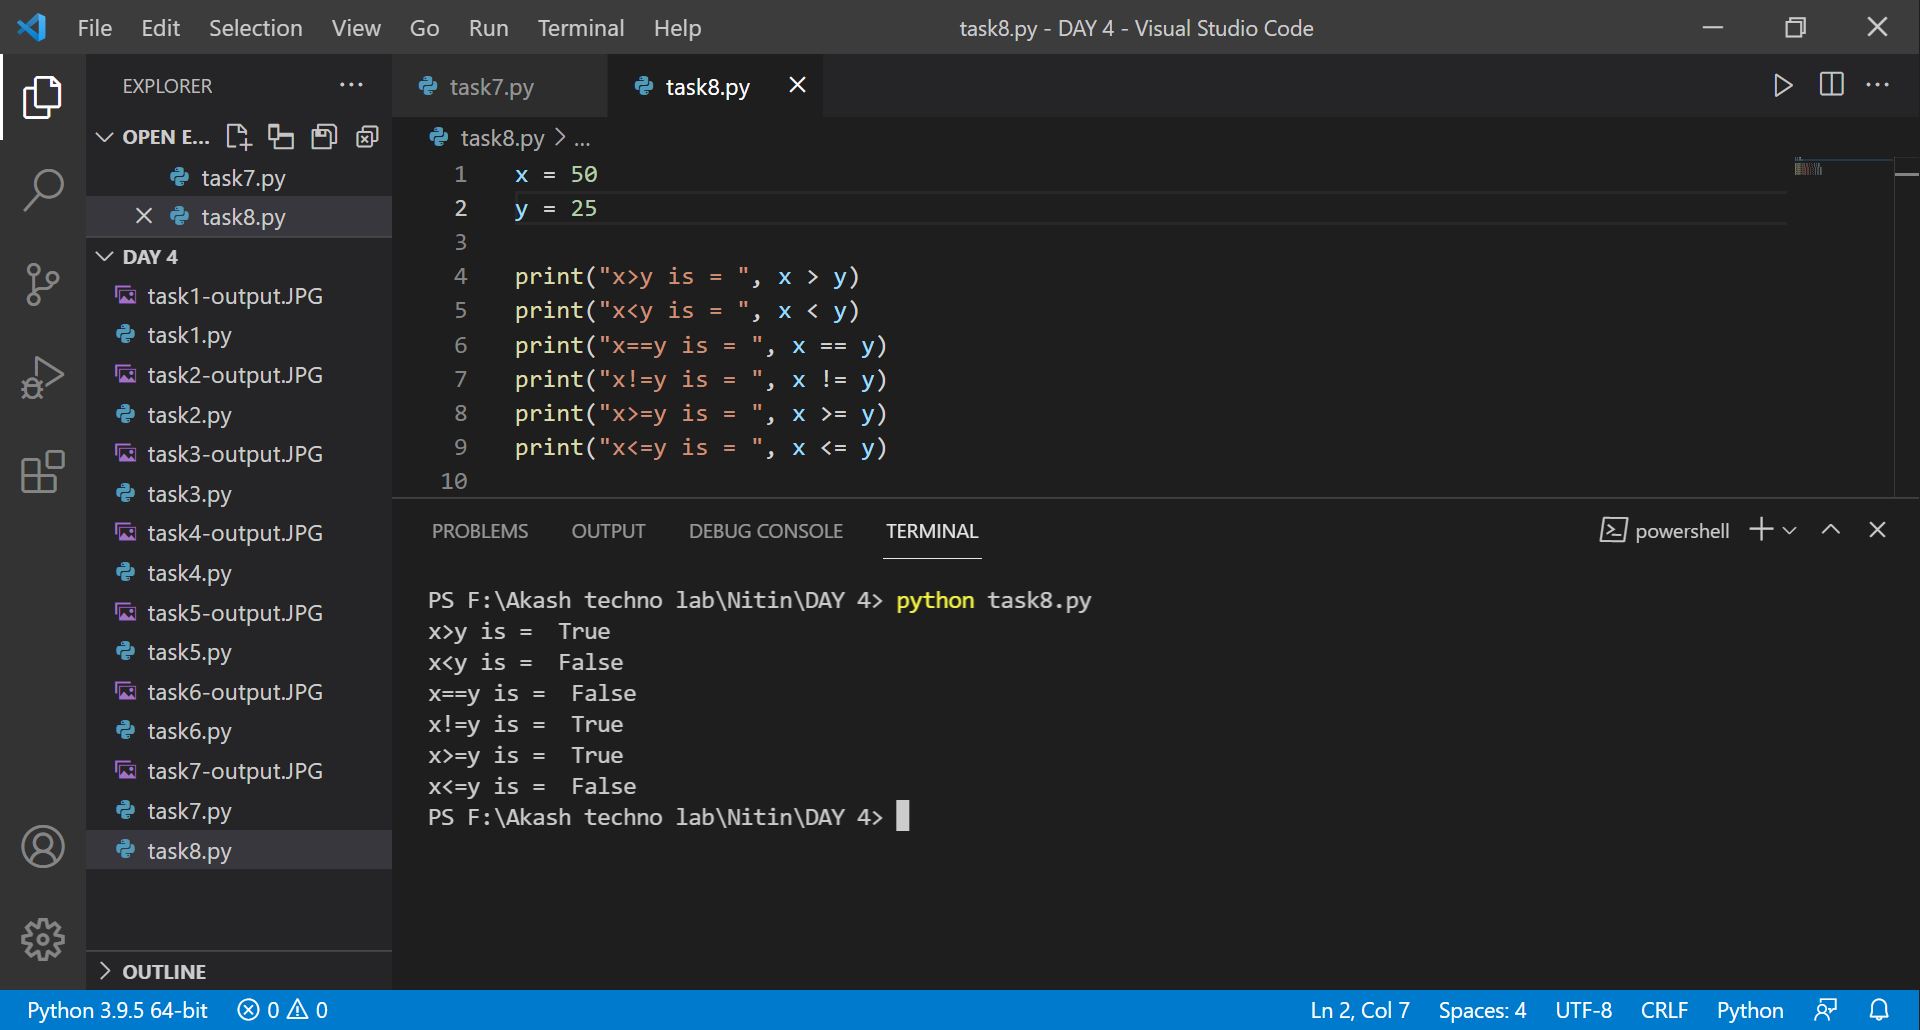 File Edit Selection View Go Run Terminal Help
task8.py - DAY 4 - Visual Studio Code
EXPLORER
OPEN E...
task7.py
task8.py
DAY 4
task1-output.JPG
task1.py
task2-output.JPG
task2.py
task3-output.JPG
task3.py
task4-output.JPG
task4.py
task5-output.JPG
task5.py
task6-output.JPG
task6.py
task7-output.JPG
task7.py
task8.py
OUTLINE
task7.py task8.py
task8.py > ...
1 x = 50
2 y = 25
3
4 print("x>y is = ", x > y)
5 print("x<y is = ", x < y)
6 print("x==y is = ", x == y)
7 print("x!=y is = ", x != y)
8 print("x>=y is = ", x >= y)
9 print("x<=y is = ", x <= y)
10
PROBLEMS OUTPUT DEBUG CONSOLE TERMINAL
powershell
PS F:\Akash techno lab\Nitin\DAY 4> python task8.py
x>y is =  True
x<y is =  False
x==y is =  False
x!=y is =  True
x>=y is =  True
x<=y is =  False
PS F:\Akash techno lab\Nitin\DAY 4>
Python 3.9.5 64-bit 0 0 Ln 2, Col 7 Spaces: 4 UTF-8 CRLF Python